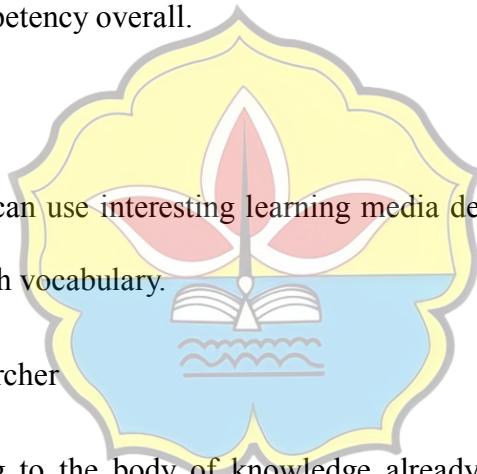 petency overall.
can use interesting learning media de
h vocabulary.
rcher
g to the body of knowledge already